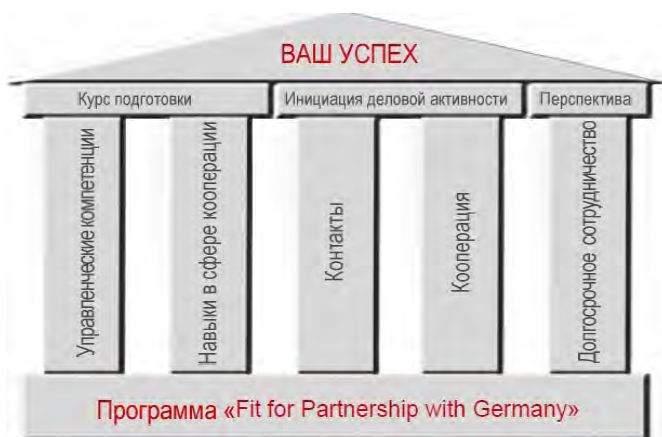 ВАШ УСПЕХ
Курс подготовки
Инициация деловой активности
Перспектива
Управленческие компетенции
Навыки в сфере кооперации
Контакты
Кооперация
Долгосрочное сотрудничество
Программа «Fit for Partnership with Germany»